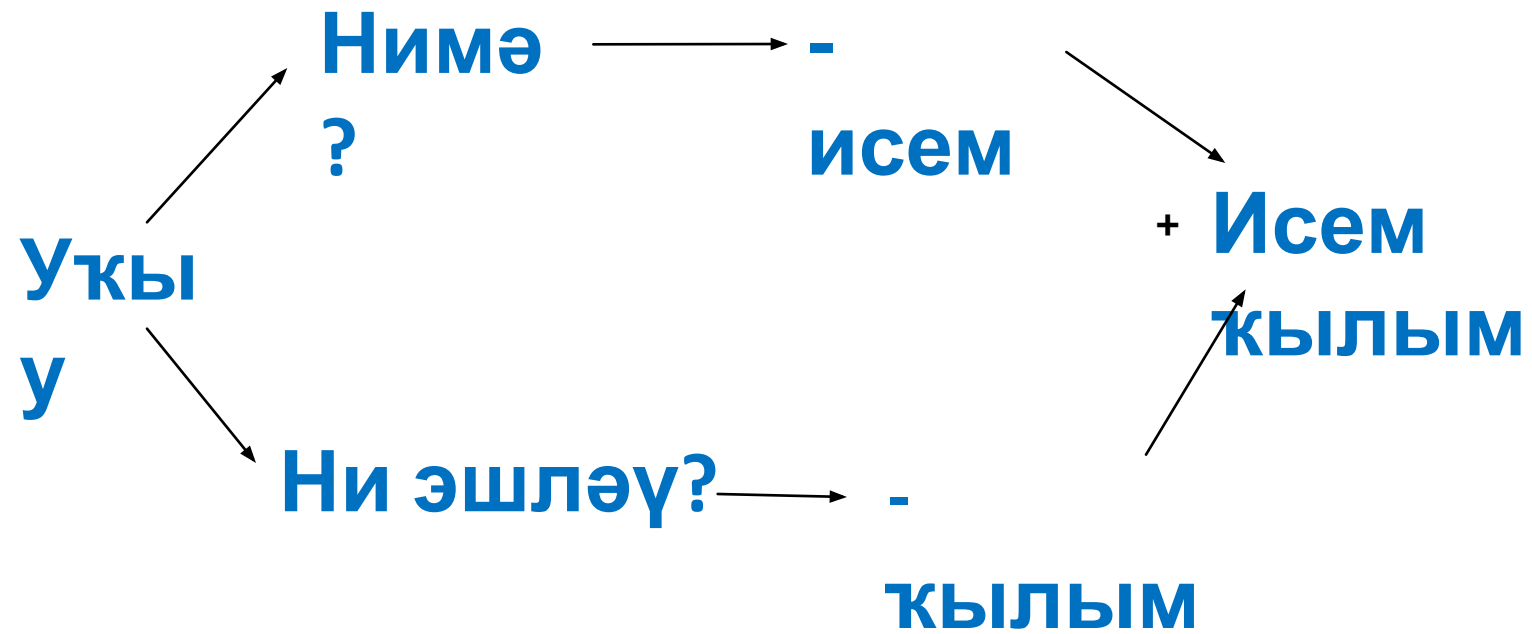 Нимә
?
- 
исем
+ Исем
ҡылым
Уҡы
у
Ни эшләү?
-
ҡылым